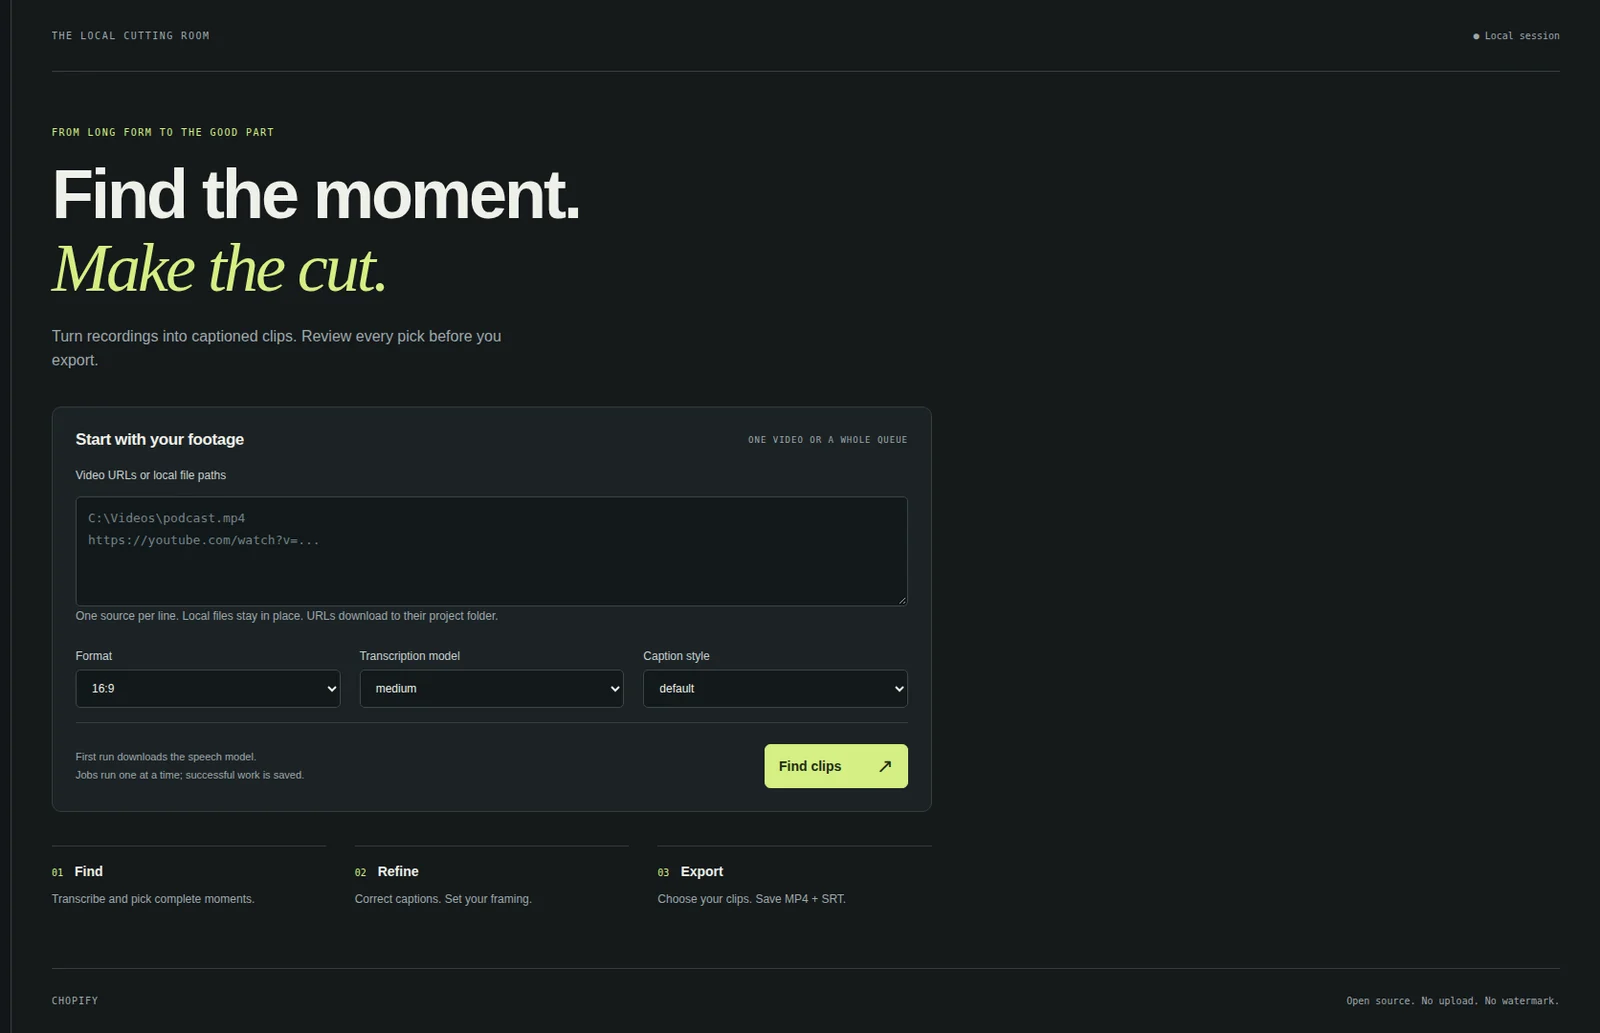 THE LOCAL CUTTING ROOM
● Local session
FROM LONG FORM TO THE GOOD PART
Find the moment.
Make the cut.
Turn recordings into captioned clips. Review every pick before you
export.
Start with your footage
ONE VIDEO OR A WHOLE QUEUE
Video URLs or local file paths
C:\Videos\podcast.mp4
https://youtube.com/watch?v=...
One source per line. Local files stay in place. URLs download to their project folder.
Format
Transcription model
Caption style
16:9
medium
default
First run downloads the speech model.
Jobs run one at a time; successful work is saved.
Find clips ↗
01 Find
Transcribe and pick complete moments.
02 Refine
Correct captions. Set your framing.
03 Export
Choose your clips. Save MP4 + SRT.
CHOPIFY
Open source. No upload. No watermark.